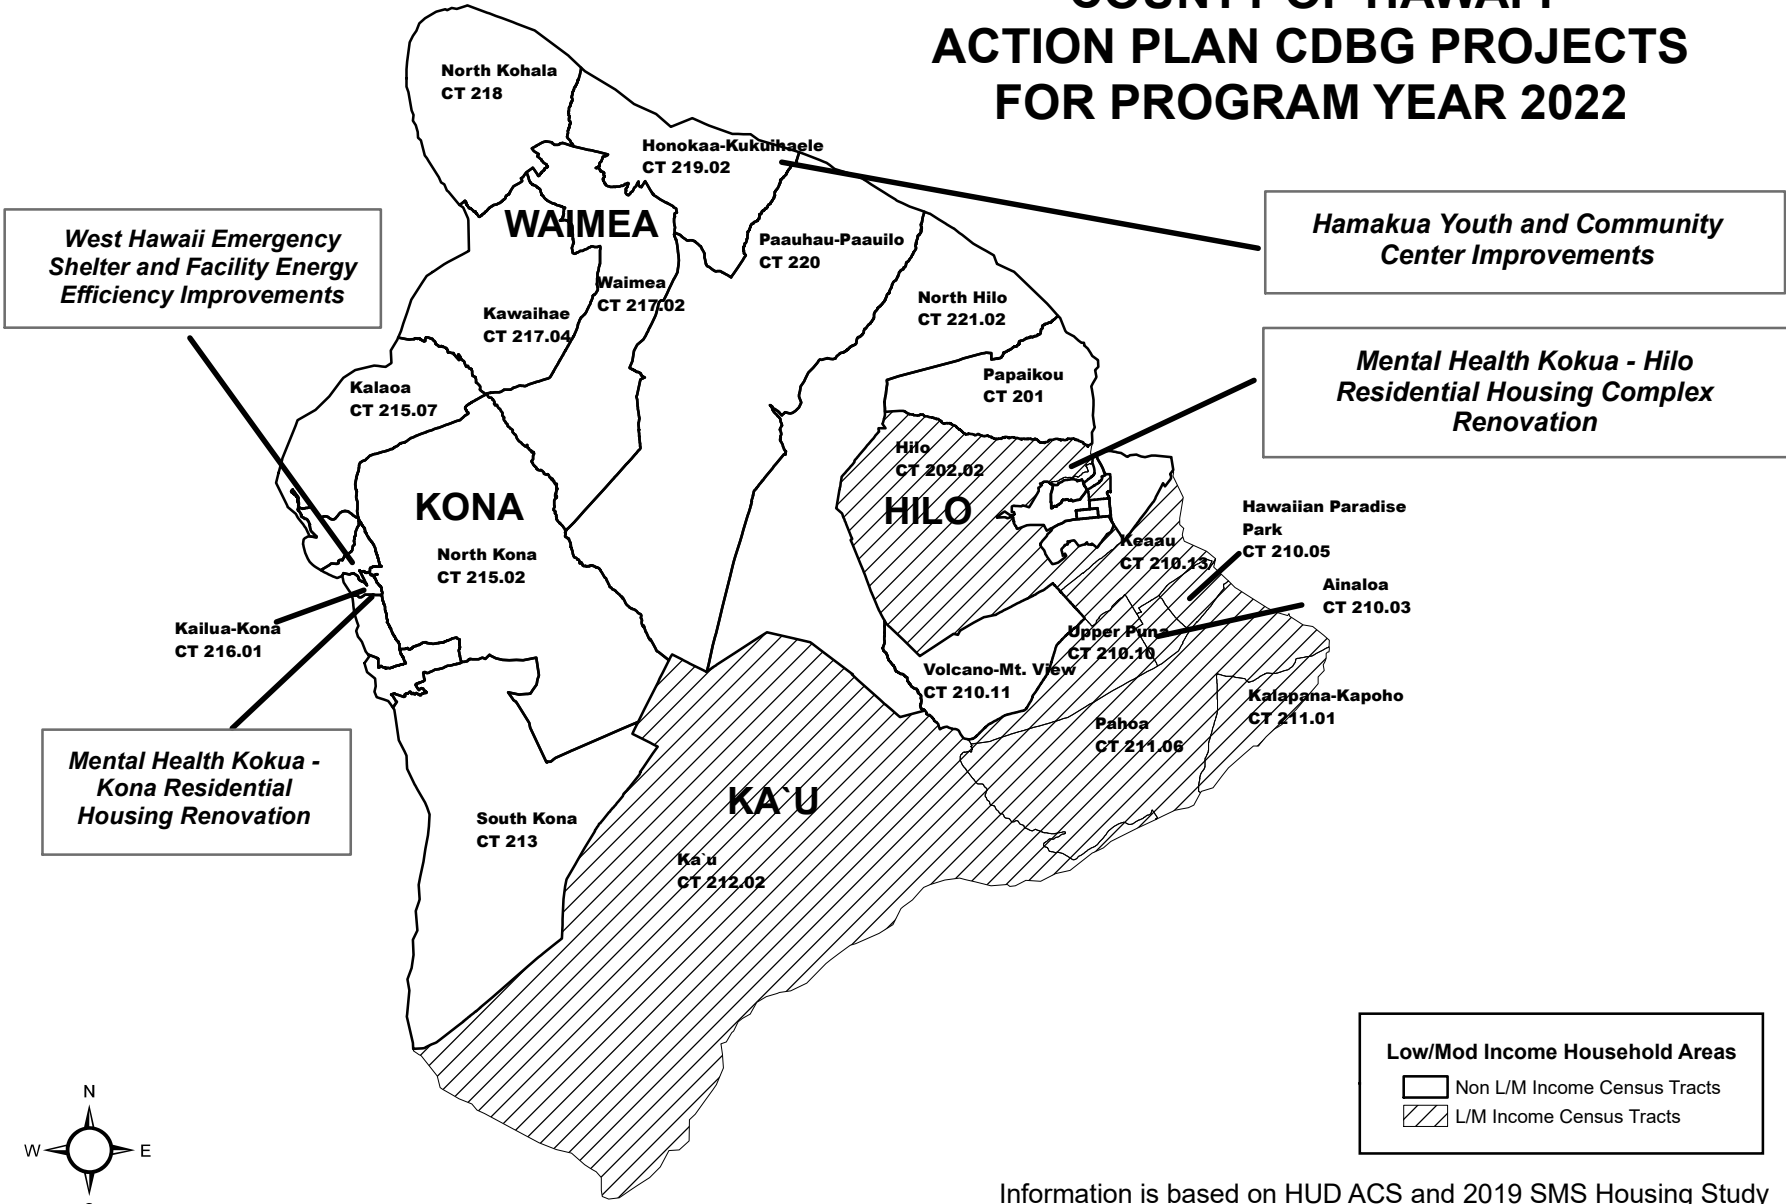 COUNTY OF HAWAI'I
ACTION PLAN CDBG PROJECTS
FOR PROGRAM YEAR 2022
North Kohala
CT 218
Honokaa-Kukuihaele
CT 219.02
West Hawaii Emergency
Shelter and Facility Energy
Efficiency Improvements
WAIMEA
Hamakua Youth and Community
Center Improvements
Paauhau-Paauilo
CT 220
Waimea
CT 217.02
North Hilo
CT 221.02
Kawaihae
CT 217.04
Mental Health Kokua - Hilo
Residential Housing Complex
Renovation
Kalaoa
CT 215.07
Papaikou
CT 201
Hilo
CT 202.02
KONA
HILO
North Kona
CT 215.02
Hawaiian Paradise
Park
CT 210.05
Keaau
CT 210.13
Ainaloa
CT 210.03
Kailua-Kona
CT 216.01
Upper Puna
CT 210.10
Volcano-Mt. View
CT 210.11
Kalapana-Kapoho
CT 211.01
Pahoa
CT 211.06
Mental Health Kokua -
Kona Residential
Housing Renovation
KA`U
South Kona
CT 213
Ka`u
CT 212.02
Low/Mod Income Household Areas
Non L/M Income Census Tracts
L/M Income Census Tracts
N
W
E
Information is based on HUD ACS and 2019 SMS Housing Study